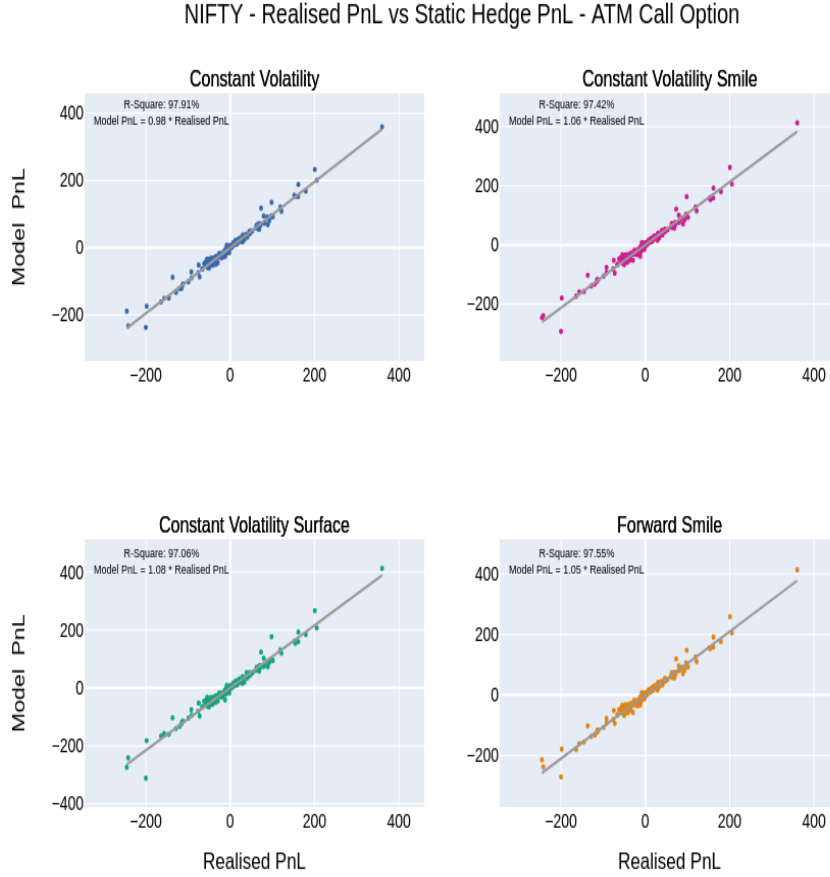 NIFTY - Realised PnL vs Static Hedge PnL - ATM Call Option
Constant Volatility
R-Square: 97.91%
Model PnL = 0.98 * Realised PnL
400
200
0
−200
Model PnL
−200 0 200 400
Constant Volatility Smile
R-Square: 97.42%
Model PnL = 1.06 * Realised PnL
400
200
0
−200
−200 0 200 400
Constant Volatility Surface
R-Square: 97.06%
Model PnL = 1.08 * Realised PnL
400
200
0
−200
−400
Model PnL
−200 0 200 400
Realised PnL
Forward Smile
R-Square: 97.55%
Model PnL = 1.05 * Realised PnL
400
200
0
−200
−200 0 200 400
Realised PnL